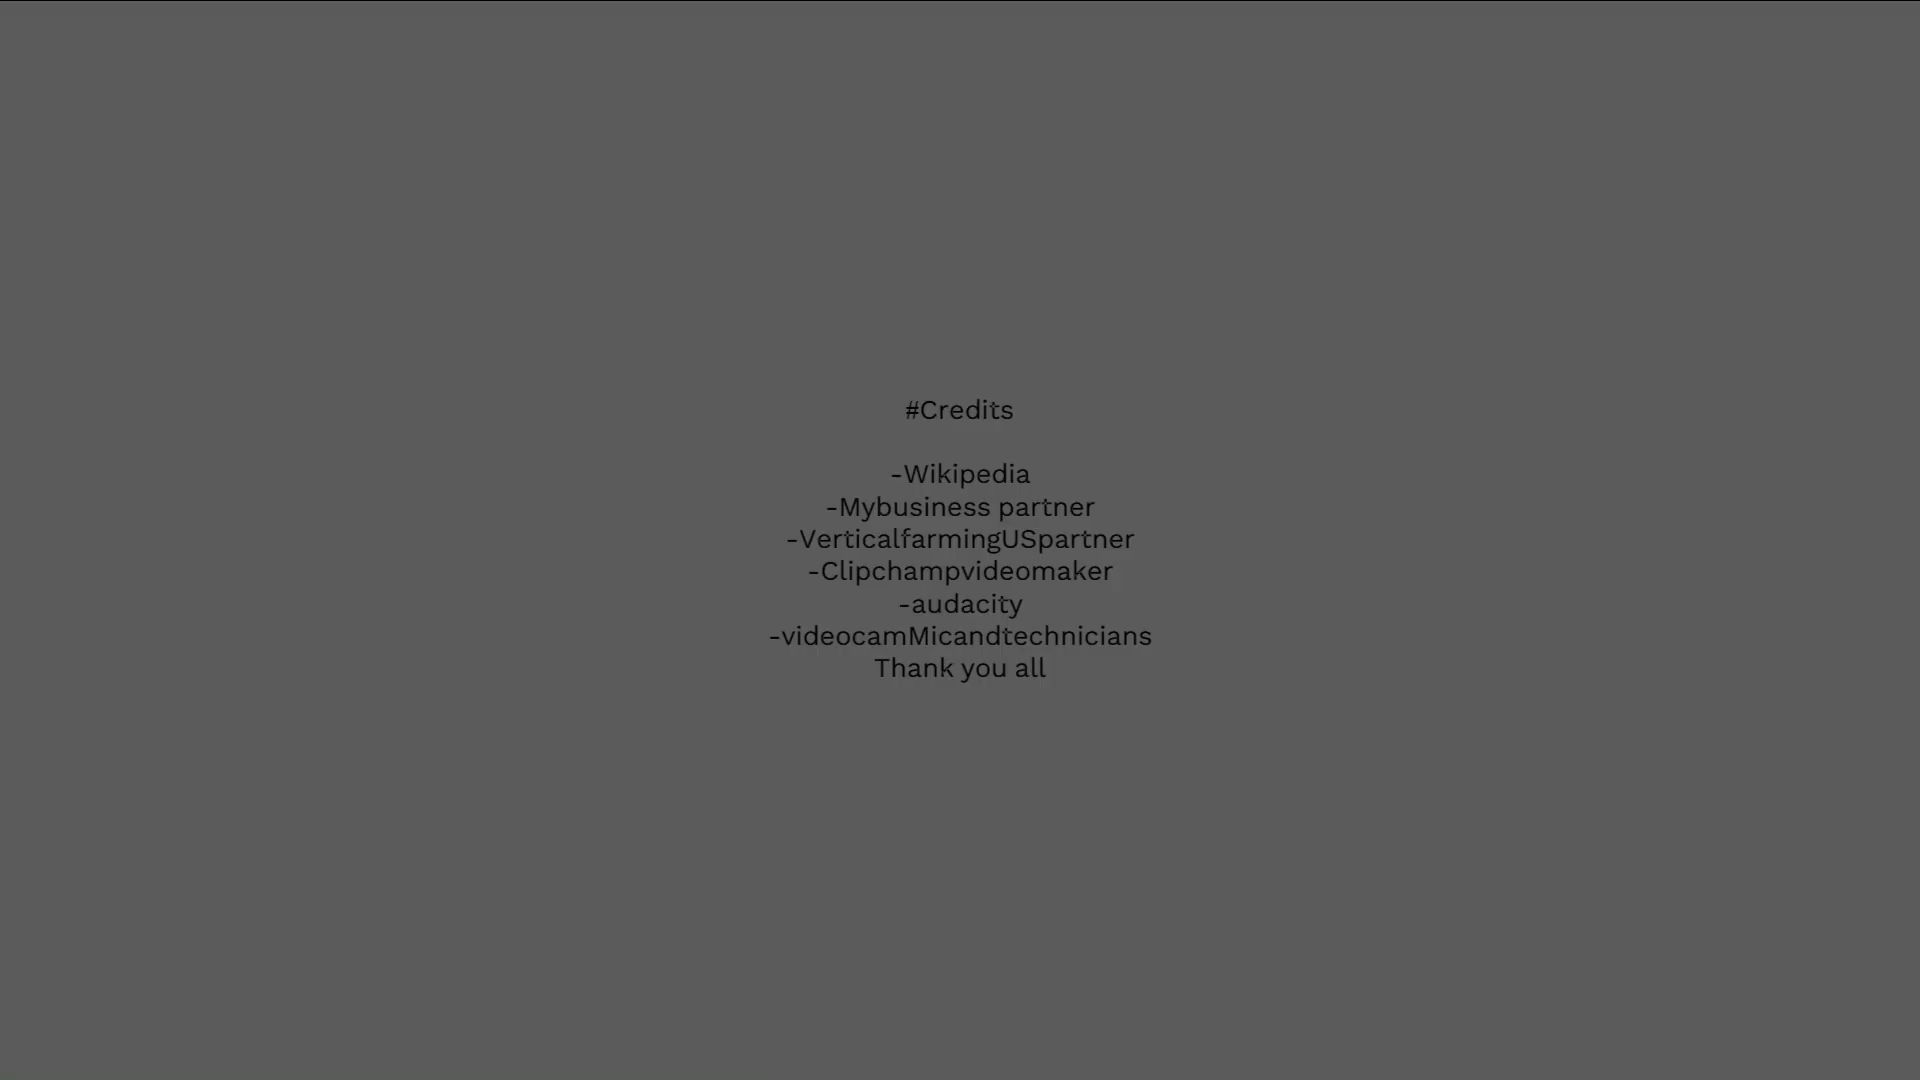 #Credits
-Wikipedia
-Mybusiness partner
-VerticalfarmingUSpartner
-Clipchampvideomaker
-audacity
-videocamMicandtechnicians
Thank you all